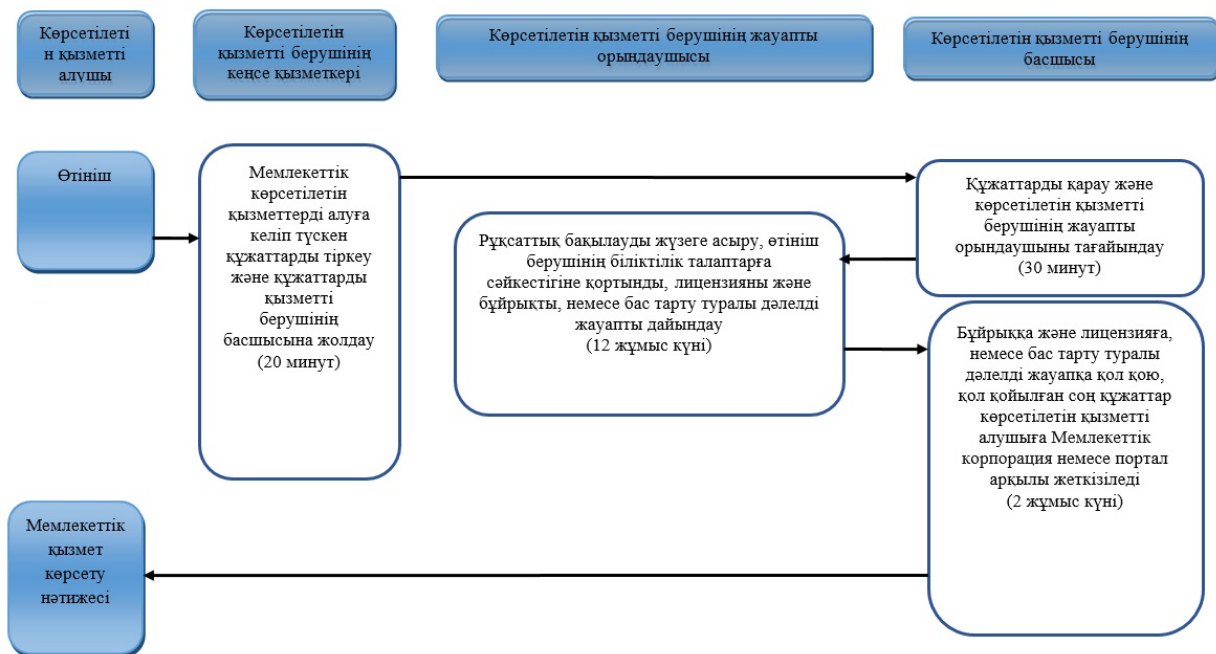 Көрсетілеті
н қызметті
алушы
Көрсетілетін
қызметті берушінің
кеңсе қызметкері
Көрсетілетін қызметті берушінің жауапты
орындаушысы
Көрсетілетін қызметті берушінің
басшысы
Өтініш
Мемлекеттік
көрсетілетін
қызметтерді алуға
келіп түскен
құжаттарды тіркеу
және құжаттарды
қызметті
берушінің
басшысына жолдау
(20 минут)
Құжаттарды қарау және
көрсетілетін қызметті
берушінің жауапты
орындаушыны тағайындау
(30 минут)
Рұқсаттық бақылауды жүзеге асыру, өтініш
берушінің біліктілік талаптарға
сәйкестігіне қортынды, лицензияны және
бұйрықты, немесе бас тарту туралы дәлелді
жауапты дайындау
(12 жұмыс күні)
Бұйрыққа және лицензияға,
немесе бас тарту туралы
дәлелді жауапқа қол қою,
қол қойылған соң құжаттар
көрсетілетін қызметті
алушыға Мемлекеттік
корпорация немесе портал
арқылы жеткізіледі
(2 жұмыс күні)
Мемлекеттік
қызмет
көрсету
нәтижесі